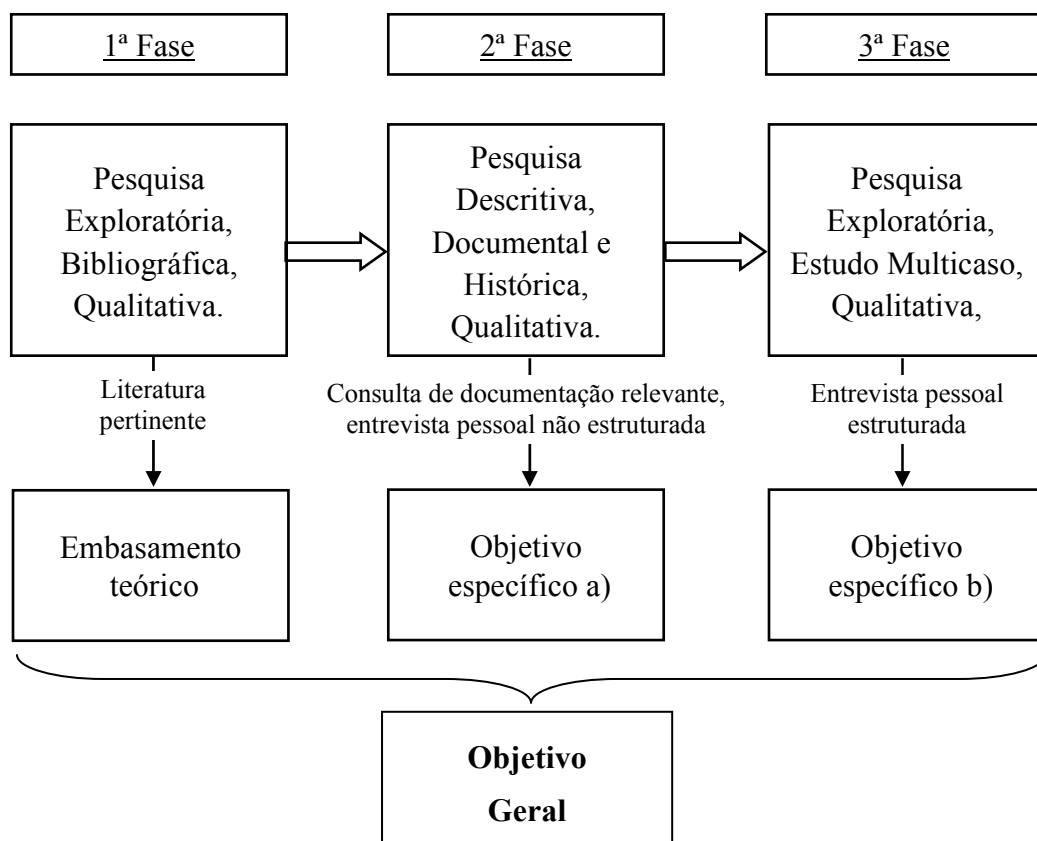 1ª Fase
2ª Fase
3ª Fase
Pesquisa
Exploratória,
Bibliográfica,
Qualitativa.
Pesquisa
Descritiva,
Documental e
Histórica,
Qualitativa.
Pesquisa
Exploratória,
Estudo Multicaso,
Qualitativa,
Literatura
pertinente
Consulta de documentação relevante,
entrevista pessoal não estruturada
Entrevista pessoal
estruturada
Embasamento
teórico
Objetivo
específico a)
Objetivo
específico b)
Objetivo
Geral